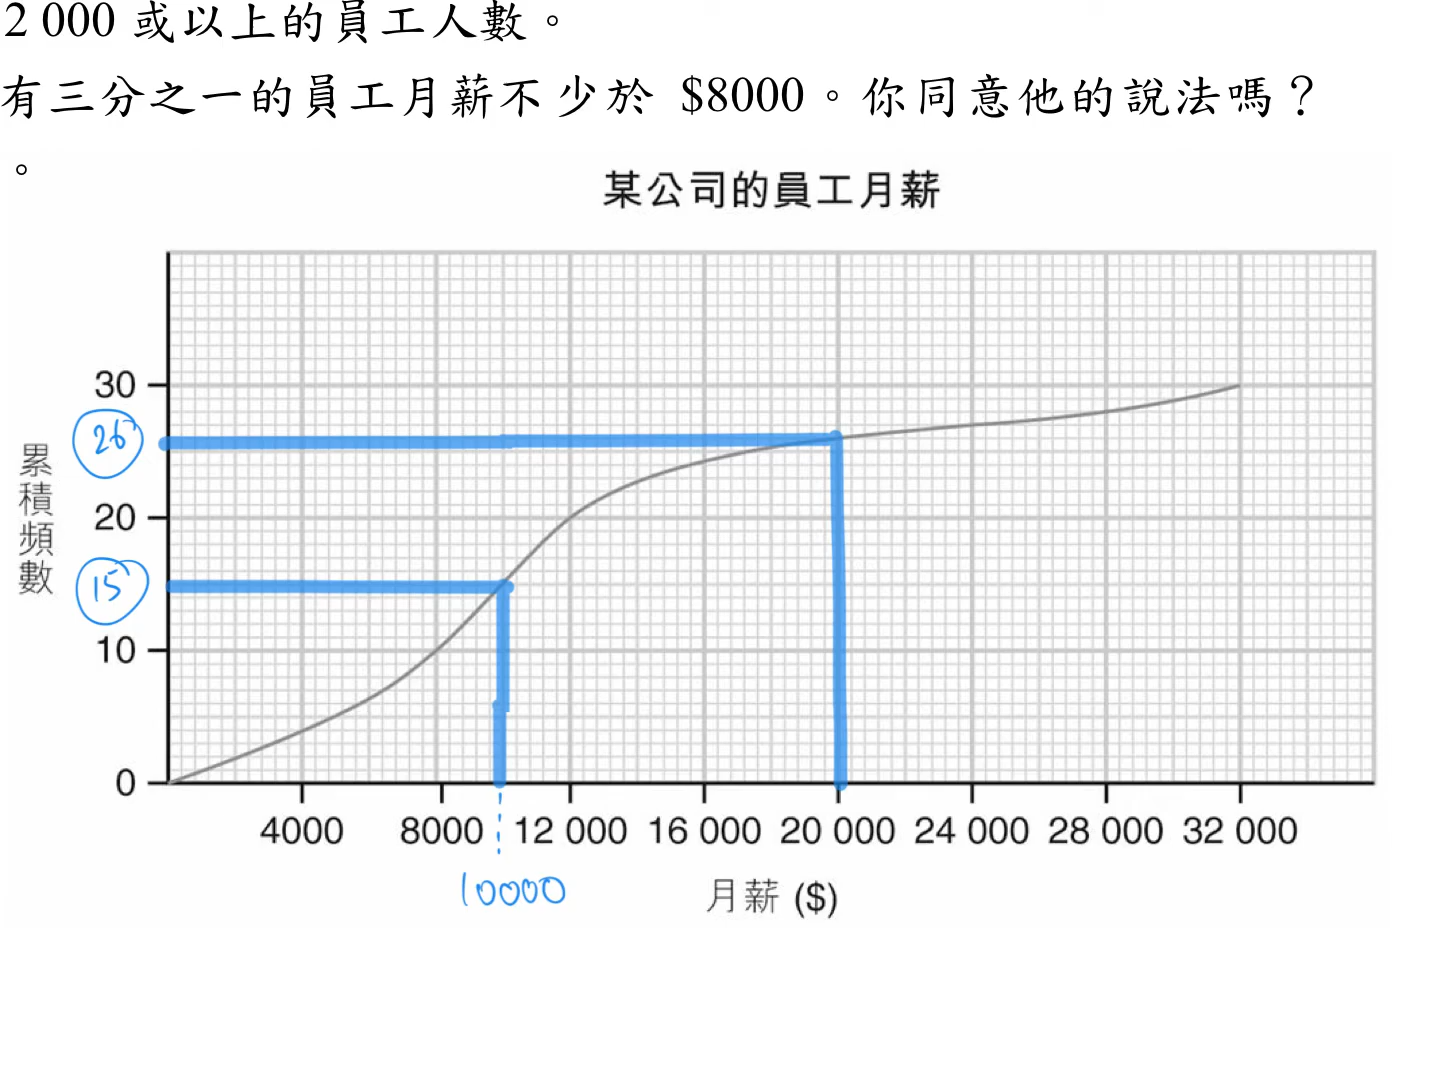 2 000 或以上的員工人數。
有三分之一的員工月薪不少於 $8000。你同意他的說法嗎？
。
某公司的員工月薪
30
26
累積頻數
20
15
10
0
4000 8000 12 000 16 000 20 000 24 000 28 000 32 000
10000
月薪 ($)